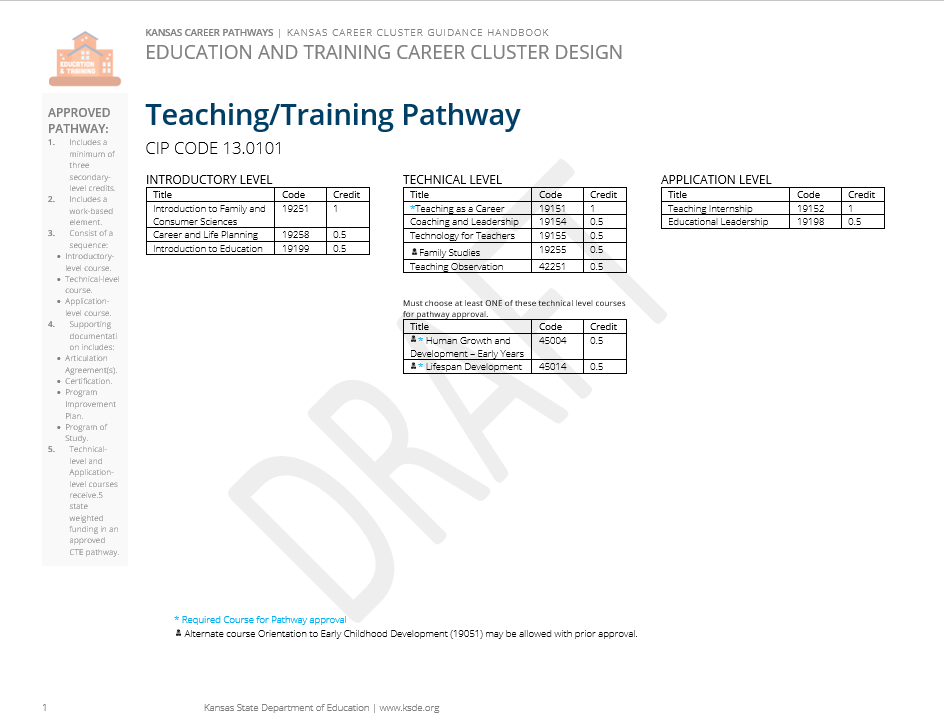 KANSAS CAREER PATHWAYS | KANSAS CAREER CLUSTER GUIDANCE HANDBOOK
EDUCATION AND TRAINING CAREER CLUSTER DESIGN
EDUCATION
& TRAINING
APPROVED
PATHWAY:
1. Includes a
minimum of
three
secondary-
level credits.
2. Includes a
work-based
element.
3. Consist of a
sequence:
• Introductory-
level course.
• Technical-level
course.
• Application-
level course.
4. Supporting
documentati
on includes:
• Articulation
Agreement(s).
• Certification.
• Program
Improvement
Plan.
• Program of
Study.
5. Technical-
level and
Application-
level courses
receive.5
state
weighted
funding in an
approved
CTE pathway.
Teaching/Training Pathway
CIP CODE 13.0101
INTRODUCTORY LEVEL
Title Code Credit
Introduction to Family and 19251 1
Consumer Sciences
Career and Life Planning 19258 0.5
Introduction to Education 19199 0.5
TECHNICAL LEVEL
Title Code Credit
*Teaching as a Career 19151 1
Coaching and Leadership 19154 0.5
Technology for Teachers 19155 0.5
Family Studies 19255 0.5
Teaching Observation 42251 0.5
Must choose at least ONE of these technical level courses
for pathway approval.
Title Code Credit
* Human Growth and 45004 0.5
Development – Early Years
* Lifespan Development 45014 0.5
APPLICATION LEVEL
Title Code Credit
Teaching Internship 19152 1
Educational Leadership 19198 0.5
DRAFT
* Required Course for Pathway approval
Alternate course Orientation to Early Childhood Development (19051) may be allowed with prior approval.
1 Kansas State Department of Education | www.ksde.org